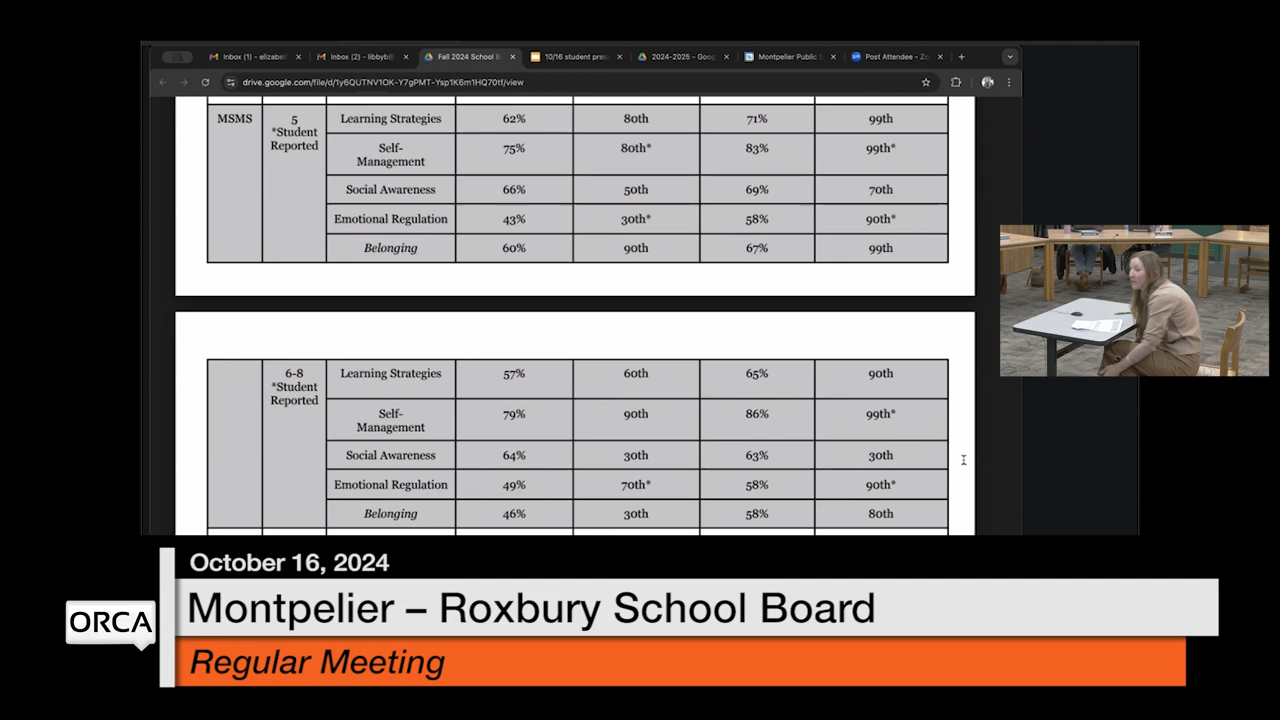 Inbox (1) - elizabet
Inbox (2) - libbyb@
Fall 2024 School B
10/16 student pres
2024-2025 - Goog
Montpelier Public S
Post Attendee - Zo
drive.google.com/file/d/1y6QUTNV1OK-Y7gPMT-Ysp1K6m1HQ70tf/view
MSMS
5
*Student
Reported
Learning Strategies 62% 80th 71% 99th
Self-
Management 75% 80th* 83% 99th*
Social Awareness 66% 50th 69% 70th
Emotional Regulation 43% 30th* 58% 90th*
Belonging 60% 90th 67% 99th
6-8
*Student
Reported
Learning Strategies 57% 60th 65% 90th
Self-
Management 79% 90th 86% 99th*
Social Awareness 64% 30th 63% 30th
Emotional Regulation 49% 70th* 58% 90th*
Belonging 46% 30th 58% 80th
October 16, 2024
ORCA
Montpelier – Roxbury School Board
Regular Meeting